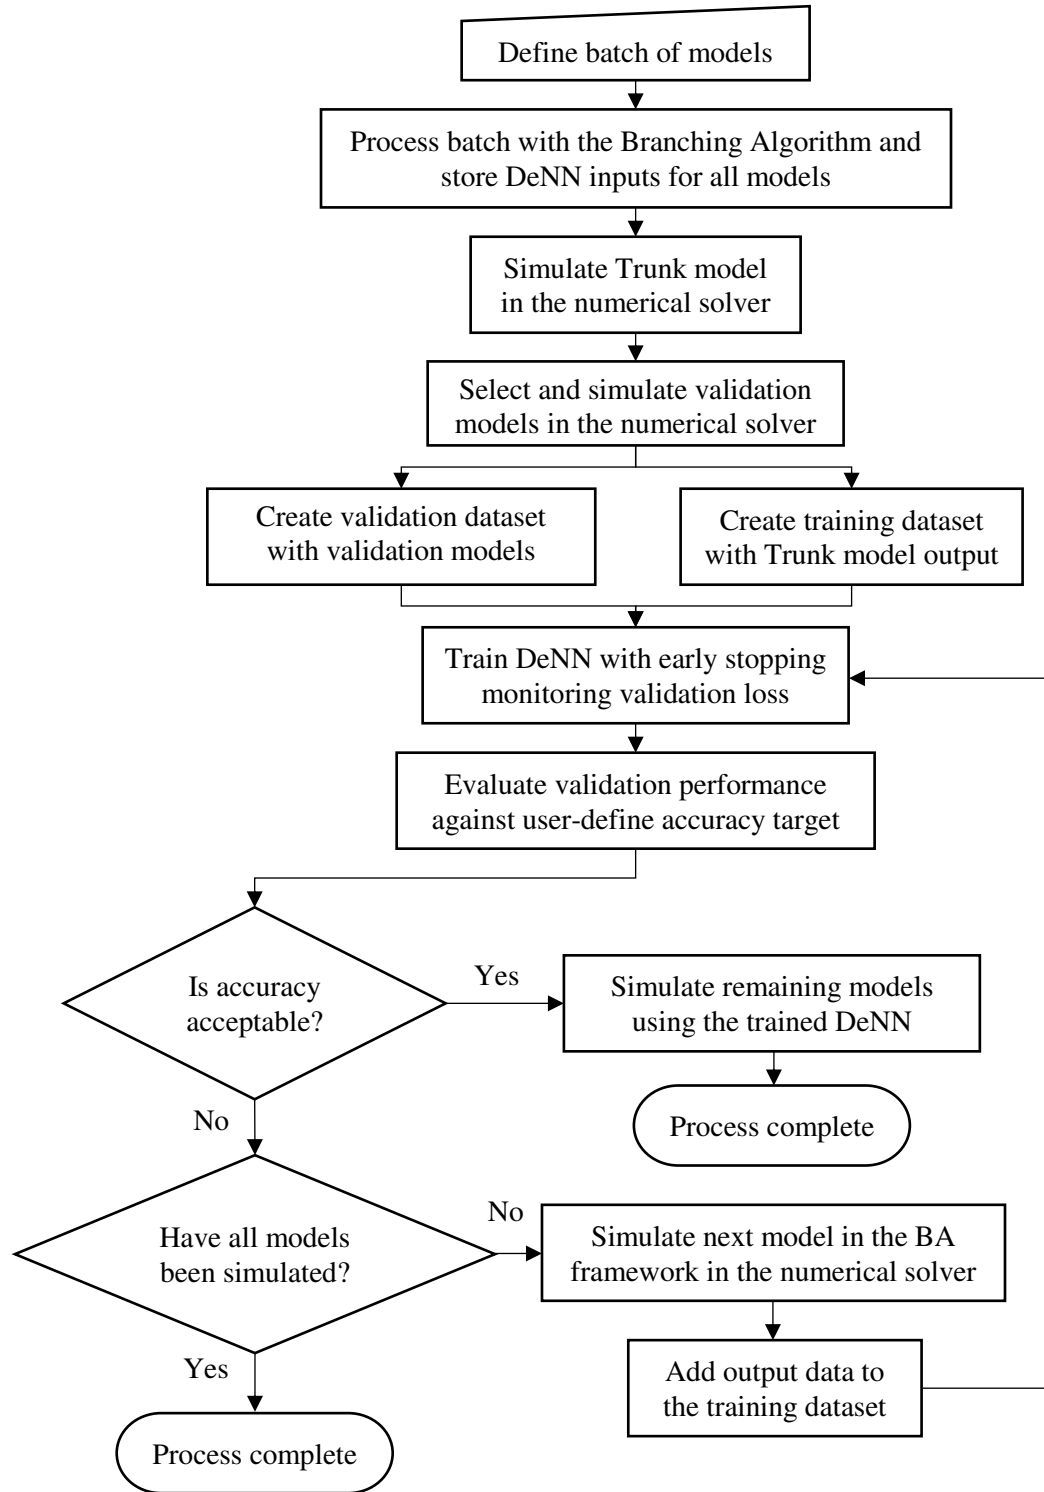 Define batch of models
Process batch with the Branching Algorithm and
store DeNN inputs for all models
Simulate Trunk model
in the numerical solver
Select and simulate validation
models in the numerical solver
Create validation dataset
with validation models
Create training dataset
with Trunk model output
Train DeNN with early stopping
monitoring validation loss
Evaluate validation performance
against user-define accuracy target
Is accuracy
acceptable?
Yes
Simulate remaining models
using the trained DeNN
Process complete
No
Have all models
been simulated?
No
Simulate next model in the BA
framework in the numerical solver
Add output data to
the training dataset
Yes
Process complete